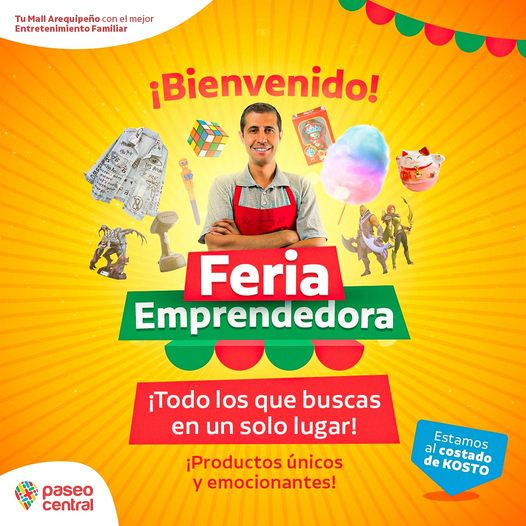 Tu Mall Arequipeño con el mejor
Entretenimiento Familiar
¡Bienvenido!
Feria
Emprendedora
¡Todo los que buscas
en un solo lugar!
¡Productos únicos
y emocionantes!
Estamos
al costado
de KOSTO
paseo
central